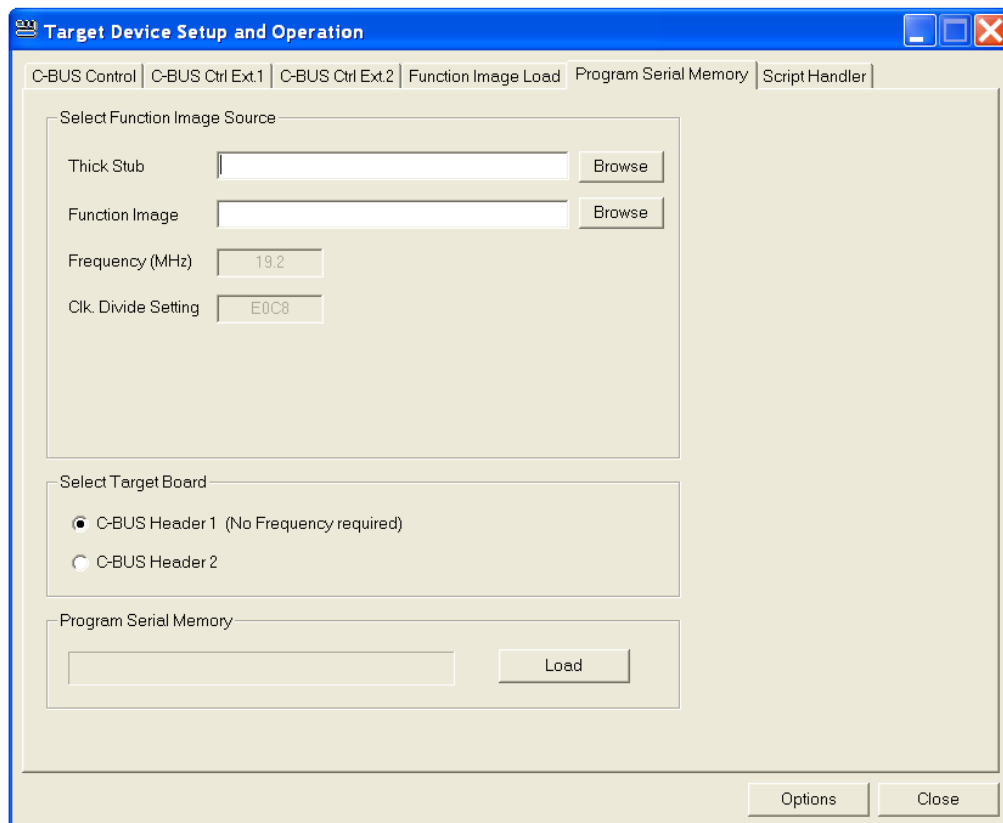 Target Device Setup and Operation
C-BUS Control C-BUS Ctrl Ext.1 C-BUS Ctrl Ext.2 Function Image Load Program Serial Memory Script Handler
Select Function Image Source
Thick Stub Browse
Function Image Browse
Frequency (MHz) 19.2
Clk. Divide Setting E0C8
Select Target Board
C-BUS Header 1 (No Frequency required)
C-BUS Header 2
Program Serial Memory
Load
Options Close